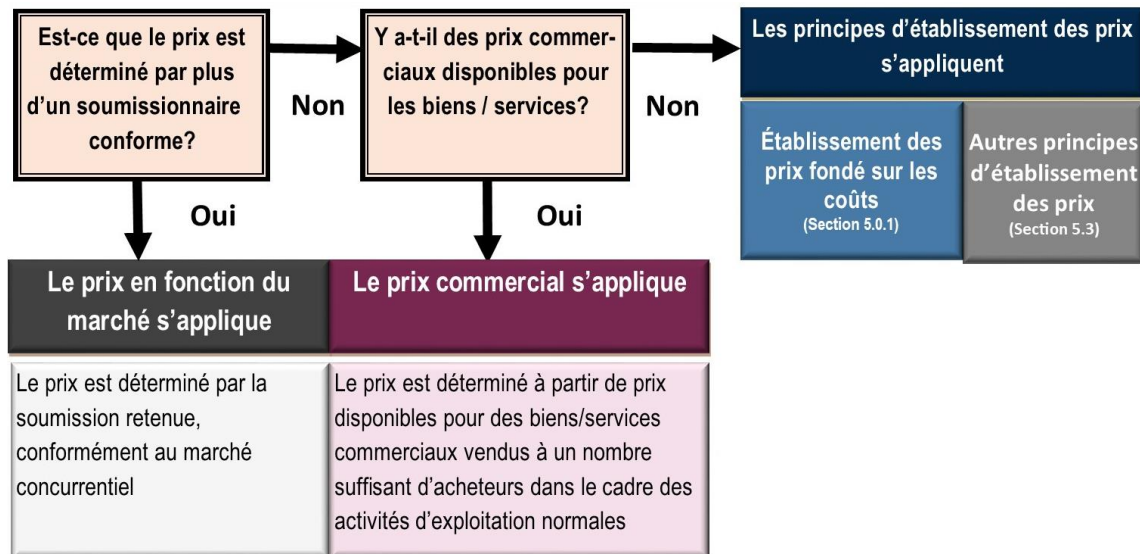 Est-ce que le prix est
déterminé par plus
d'un soumissionnaire
conforme?
Non
Y a-t-il des prix commer-
ciaux disponibles pour
les biens / services?
Non
Les principes d'établissement des prix
s'appliquent
Établissement des
prix fondé sur les
coûts
(Section 5.0.1)
Autres principes
d'établissement
des prix
(Section 5.3)
Oui
Oui
Le prix en fonction du
marché s'applique
Le prix commercial s'applique
Le prix est déterminé par la
soumission retenue,
conformément au marché
concurrentiel
Le prix est déterminé à partir de prix
disponibles pour des biens/services
commerciaux vendus à un nombre
suffisant d'acheteurs dans le cadre des
activités d'exploitation normales